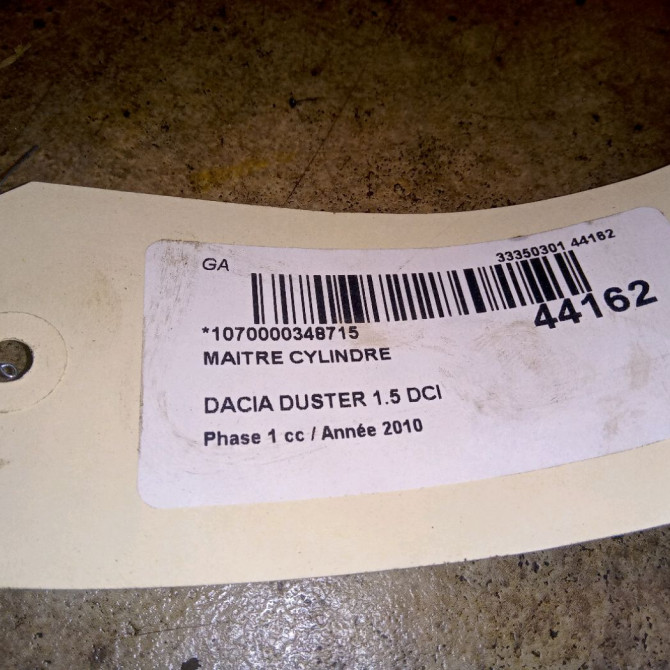 GA
33350301 44162
44162
*1070000348715
MAITRE CYLINDRE
DACIA DUSTER 1.5 DCI
Phase 1 cc / Année 2010